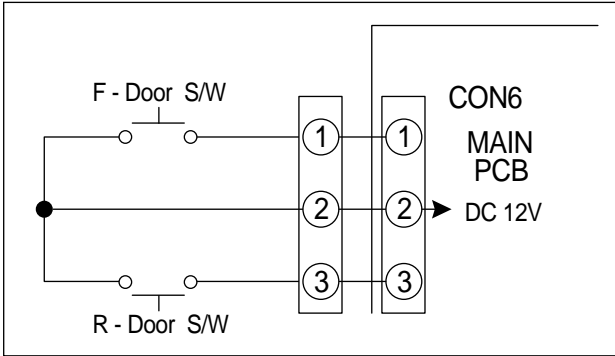 F - Door S/W
CON6
1 1
MAIN
PCB
2 2 DC 12V
3 3
R - Door S/W